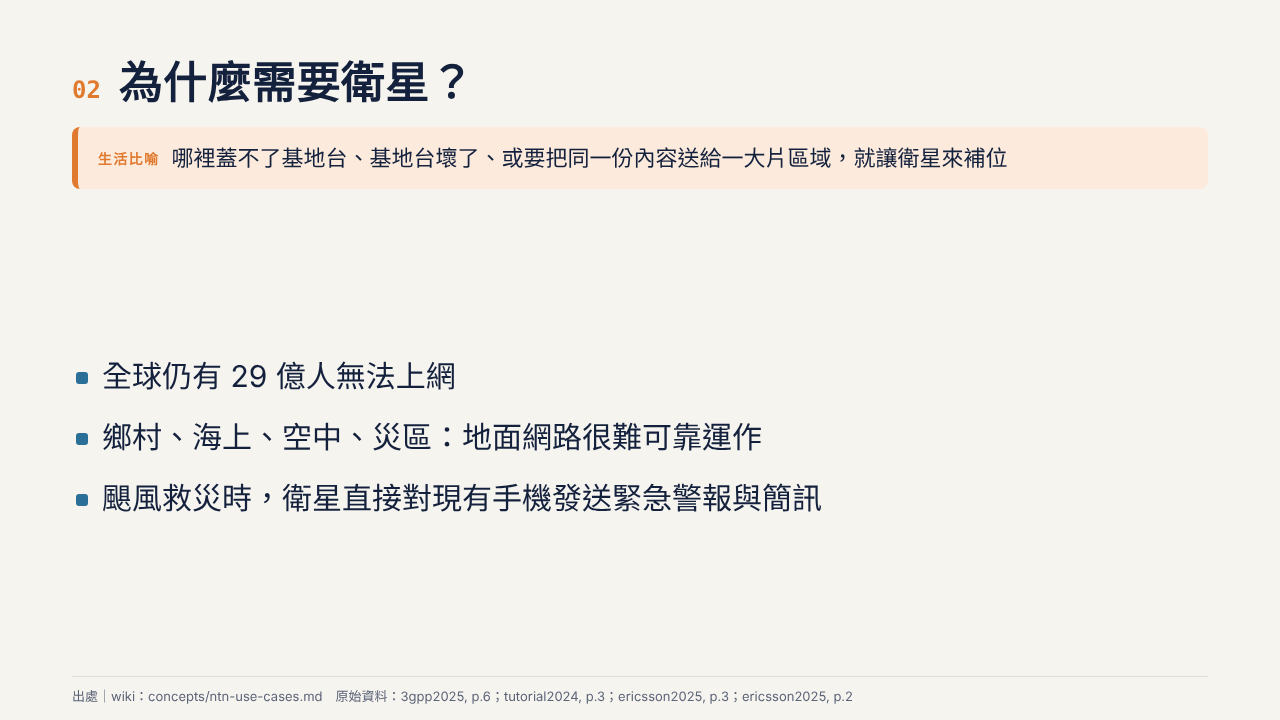 02 為什麼需要衛星？
生活比喻 哪裡蓋不了基地台、基地台壞了、或要把同一份內容送給一大片區域，就讓衛星來補位
全球仍有 29 億人無法上網
鄉村、海上、空中、災區：地面網路很難可靠運作
颶風救災時，衛星直接對現有手機發送緊急警報與簡訊
出處｜wiki：concepts/ntn-use-cases.md　原始資料：3gpp2025, p.6；tutorial2024, p.3；ericsson2025, p.3；ericsson2025, p.2